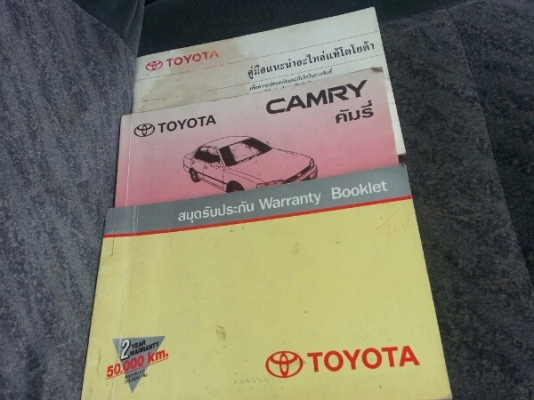 TOYOTA
คู่มือแนะนำอะไหล่แท้โตโยต้า
TOYOTA
CAMRY
คัมรี่
สมุดรับประกัน Warranty Booklet
2 YEAR
WARRANTY
50,000 km.
TOYOTA